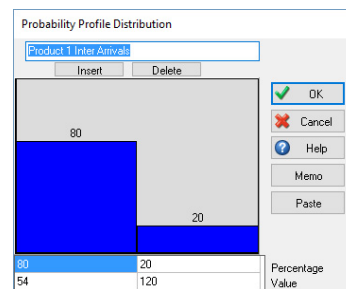 Probability Profile Distribution
Product 1 Inter Arrivals
Insert Delete
OK
80
Cancel
Help
Memo
20
Paste
80 20 Percentage
54 120 Value